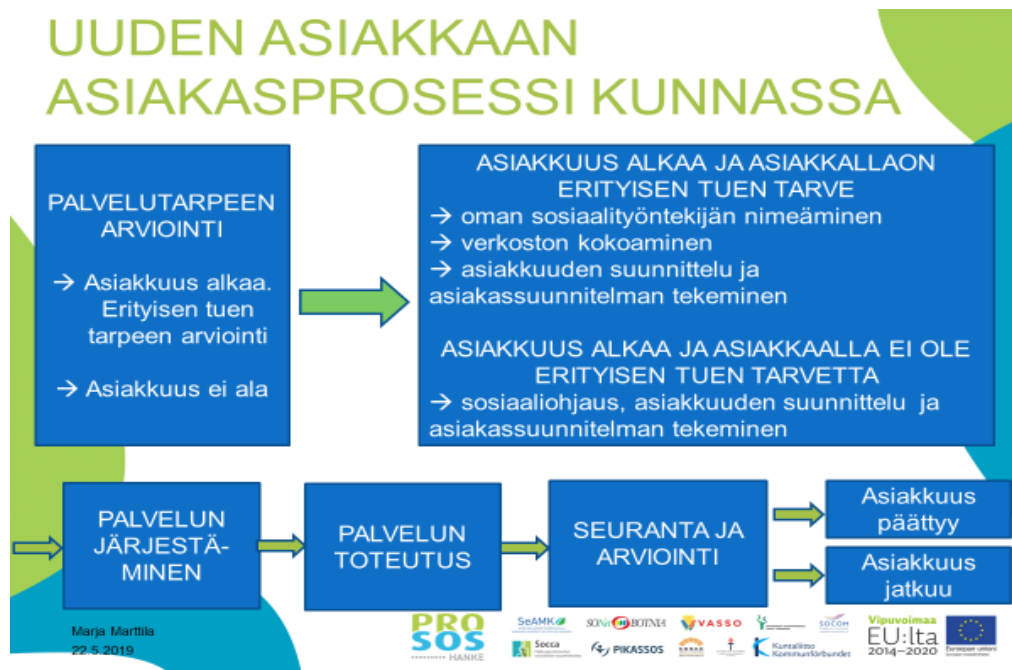 UUDEN ASIAKKAAN
ASIAKASPROSESSI KUNNASSA
PALVELUTARPEEN
ARVIOINTI
→ Asiakkuus alkaa.
Erityisen tuen
tarpeen arviointi
→ Asiakkuus ei ala
ASIAKKUUS ALKAA JA ASIAKKALLAON
ERITYISEN TUEN TARVE
→ oman sosiaalityöntekijän nimeäminen
→ verkoston kokoaminen
→ asiakkuuden suunnittelu ja
asiakassuunnitelman tekeminen
ASIAKKUUS ALKAA JA ASIAKKAALLA EI OLE
ERITYISEN TUEN TARVETTA
→ sosiaaliohjaus, asiakkuuden suunnittelu ja
asiakassuunnitelman tekeminen
PALVELUN
JÄRJESTÄ-
MINEN
PALVELUN
TOTEUTUS
SEURANTA JA
ARVIOINTI
Asiakkuus
päättyy
Asiakkuus
jatkuu
Marja Marttila
22.5.2019
PRO
SOS
HANKE
SeAMK
SONetBOTNIA
VASSO
SOCOM
Socca
PIKASSOS
Kuntaliitto
Kommunförbundet
Vipuvoimaa
EU:lta
2014–2020